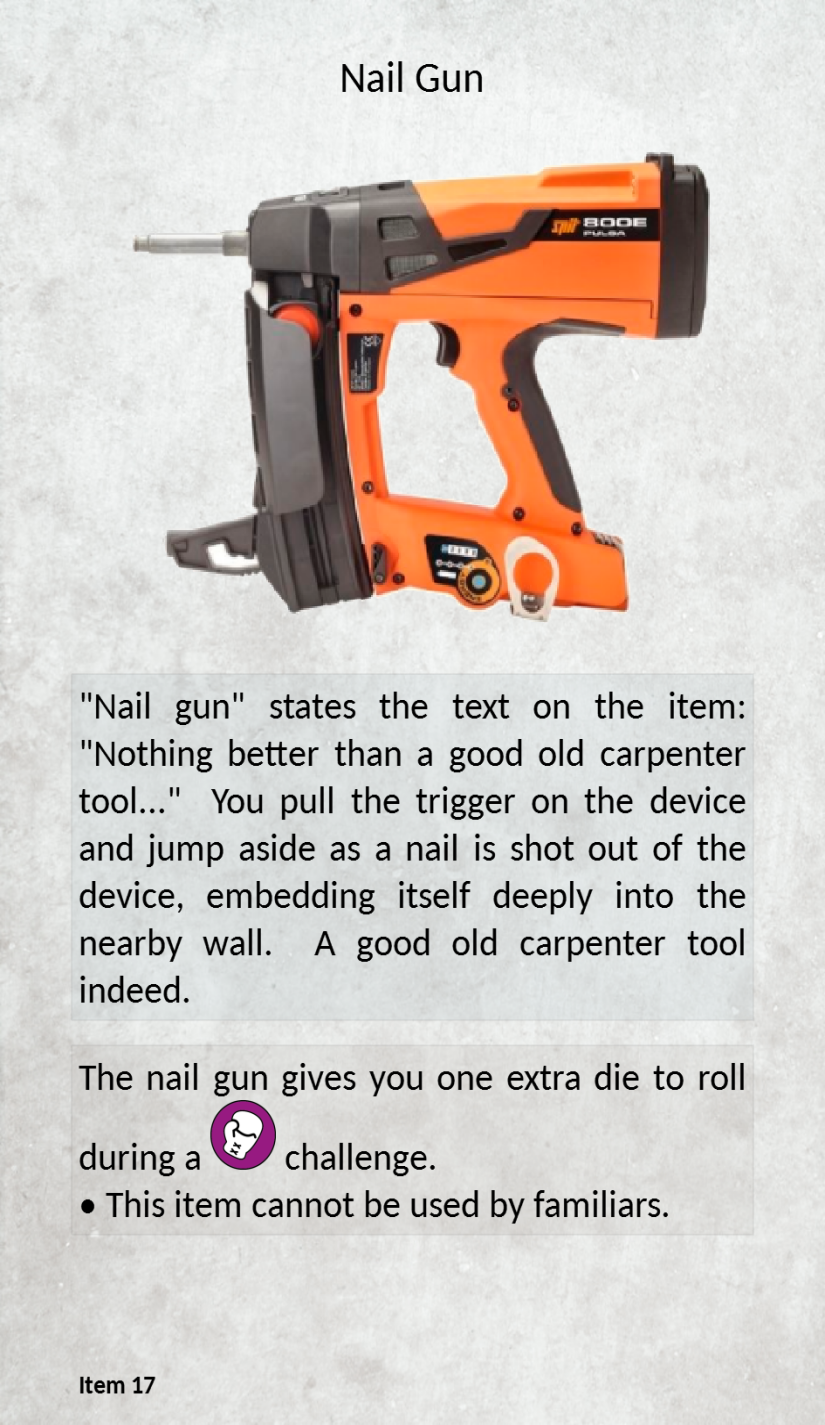 Nail Gun
spit 800E
PULSA
"Nail gun" states the text on the item:
"Nothing better than a good old carpenter
tool..." You pull the trigger on the device
and jump aside as a nail is shot out of the
device, embedding itself deeply into the
nearby wall. A good old carpenter tool
indeed.
The nail gun gives you one extra die to roll
during a challenge.
• This item cannot be used by familiars.
Item 17